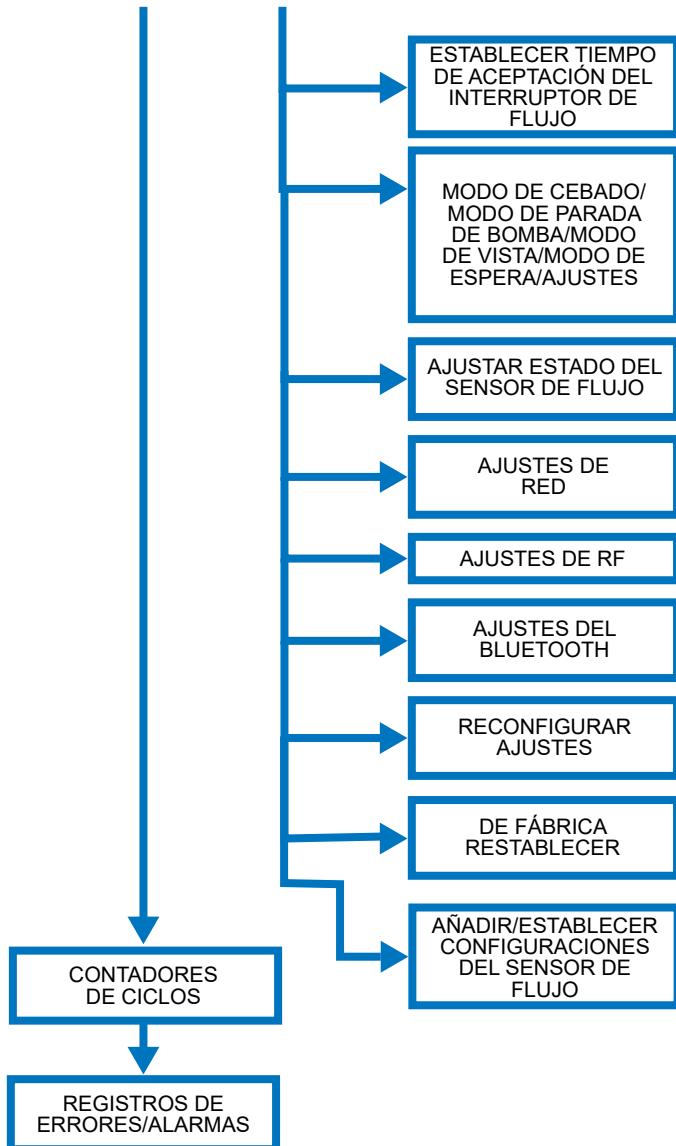 ESTABLECER TIEMPO
DE ACEPTACIÓN DEL
INTERRUPTOR DE
FLUJO
MODO DE CEBADO/
MODO DE PARADA
DE BOMBA/MODO
DE VISTA/MODO DE
ESPERA/AJUSTES
AJUSTAR ESTADO DEL
SENSOR DE FLUJO
AJUSTES DE
RED
AJUSTES DE RF
AJUSTES DEL
BLUETOOTH
RECONFIGURAR
AJUSTES
DE FÁBRICA
RESTABLECER
AÑADIR/ESTABLECER
CONFIGURACIONES
DEL SENSOR DE
FLUJO
CONTADORES
DE CICLOS
REGISTROS DE
ERRORES/ALARMAS